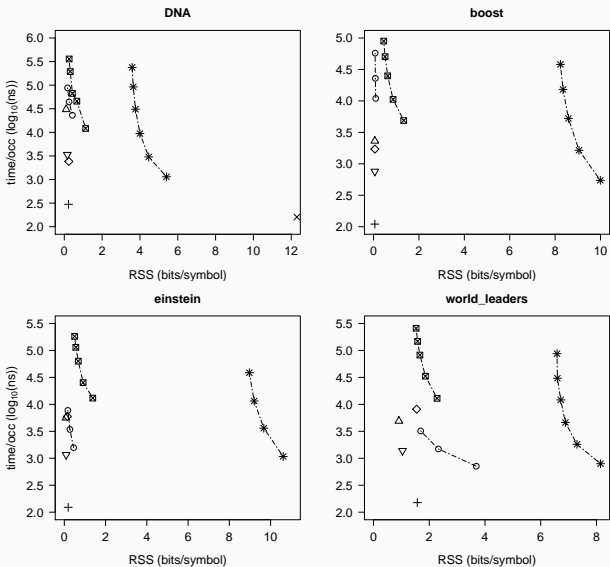 DNA
6.0
5.5
5.0
4.5
4.0
3.5
3.0
2.5
2.0
time/occ (log10(ns))
0 2 4 6 8 10 12
RSS (bits/symbol)
boost
5.0
4.5
4.0
3.5
3.0
2.5
2.0
0 2 4 6 8 10
RSS (bits/symbol)
einstein
5.5
5.0
4.5
4.0
3.5
3.0
2.5
2.0
time/occ (log10(ns))
0 2 4 6 8 10
RSS (bits/symbol)
world_leaders
5.5
5.0
4.5
4.0
3.5
3.0
2.5
2.0
0 2 4 6 8
RSS (bits/symbol)